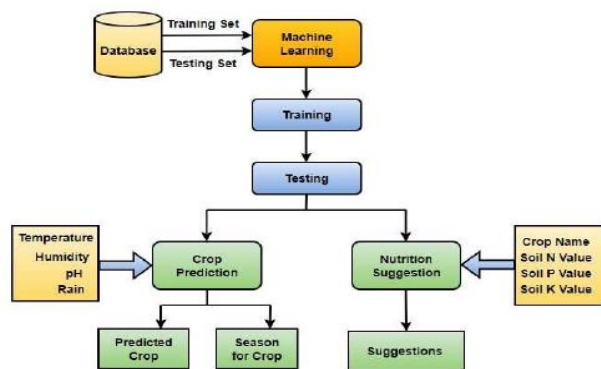 Training Set
Database
Testing Set
Machine
Learning
Training
Testing
Temperature
Humidity
pH
Rain
Crop
Prediction
Nutrition
Suggestion
Crop Name
Soil N Value
Soil P Value
Soil K Value
Predicted
Crop
Season
for Crop
Suggestions